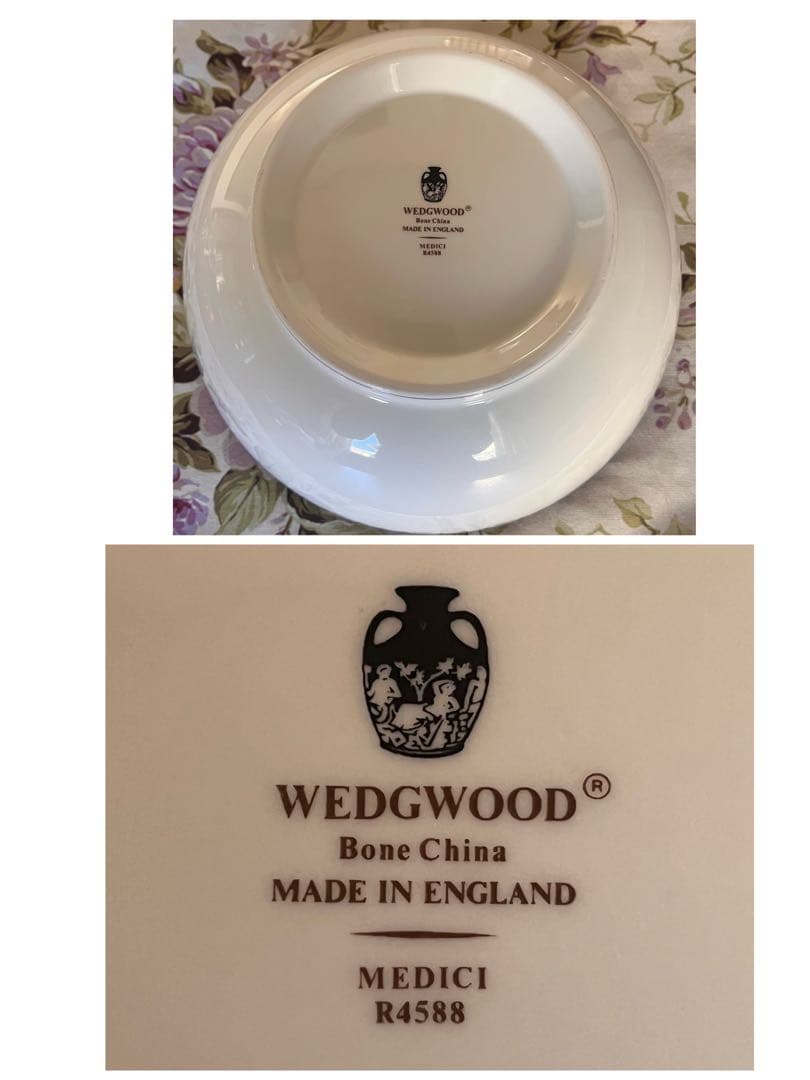 WEDGWOOD®
Bone China
MADE IN ENGLAND
MEDICI
R4588
WEDGWOOD®
Bone China
MADE IN ENGLAND
MEDICI
R4588